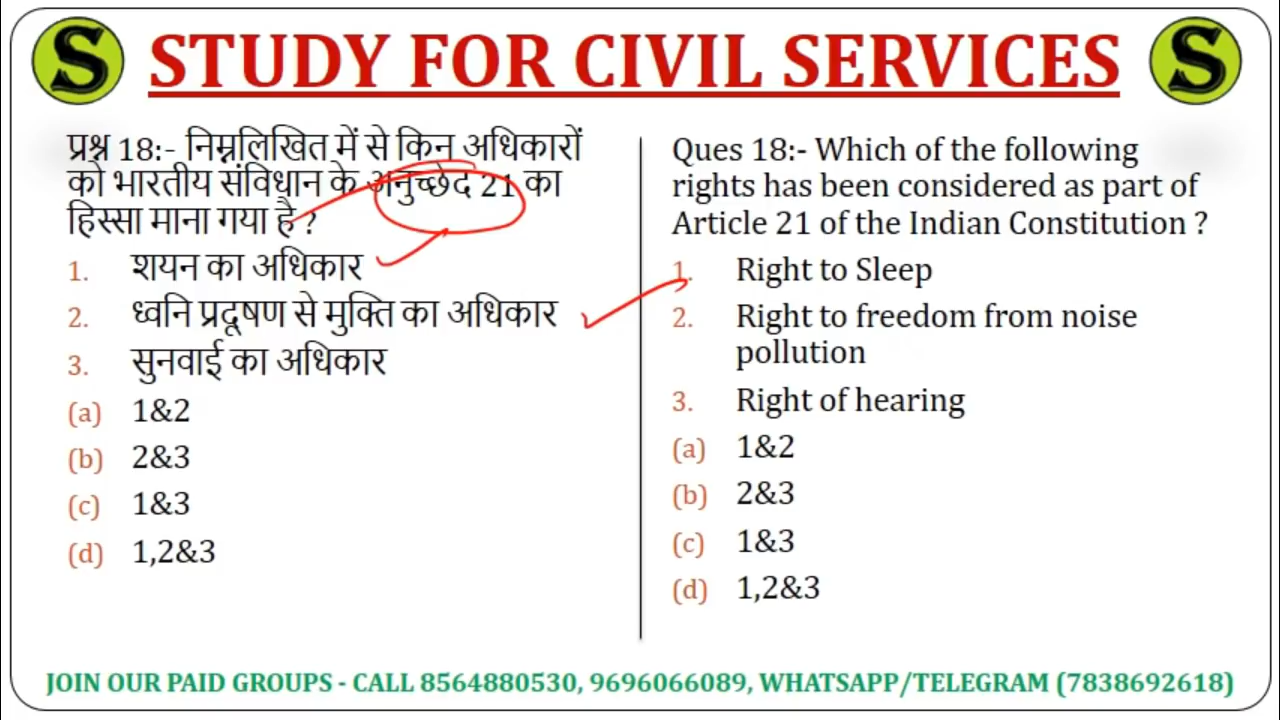 S STUDY FOR CIVIL SERVICES S
प्रश्न 18:- निम्नलिखित में से किन अधिकारों
को भारतीय संविधान के अनुच्छेद 21 का
हिस्सा माना गया है ?
1. शयन का अधिकार
2. ध्वनि प्रदूषण से मुक्ति का अधिकार
3. सुनवाई का अधिकार
(a) 1&2
(b) 2&3
(c) 1&3
(d) 1,2&3
Ques 18:- Which of the following
rights has been considered as part of
Article 21 of the Indian Constitution ?
1. Right to Sleep
2. Right to freedom from noise
pollution
3. Right of hearing
(a) 1&2
(b) 2&3
(c) 1&3
(d) 1,2&3
JOIN OUR PAID GROUPS - CALL 8564880530, 9696066089, WHATSAPP/TELEGRAM (7838692618)